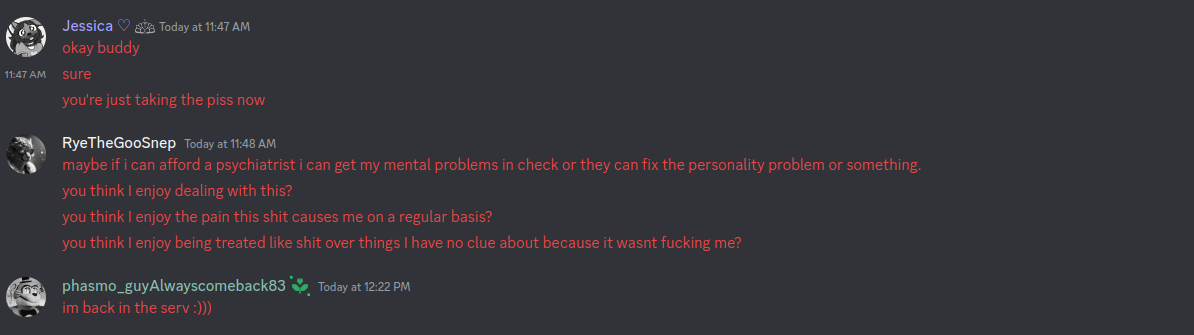 Jessica ♡ Today at 11:47 AM
okay buddy
11:47 AM sure
you're just taking the piss now
RyeTheGooSnep Today at 11:48 AM
maybe if i can afford a psychiatrist i can get my mental problems in check or they can fix the personality problem or something.
you think I enjoy dealing with this?
you think I enjoy the pain this shit causes me on a regular basis?
you think I enjoy being treated like shit over things I have no clue about because it wasnt fucking me?
phasmo_guyAlwayscomeback83 Today at 12:22 PM
im back in the serv :)))